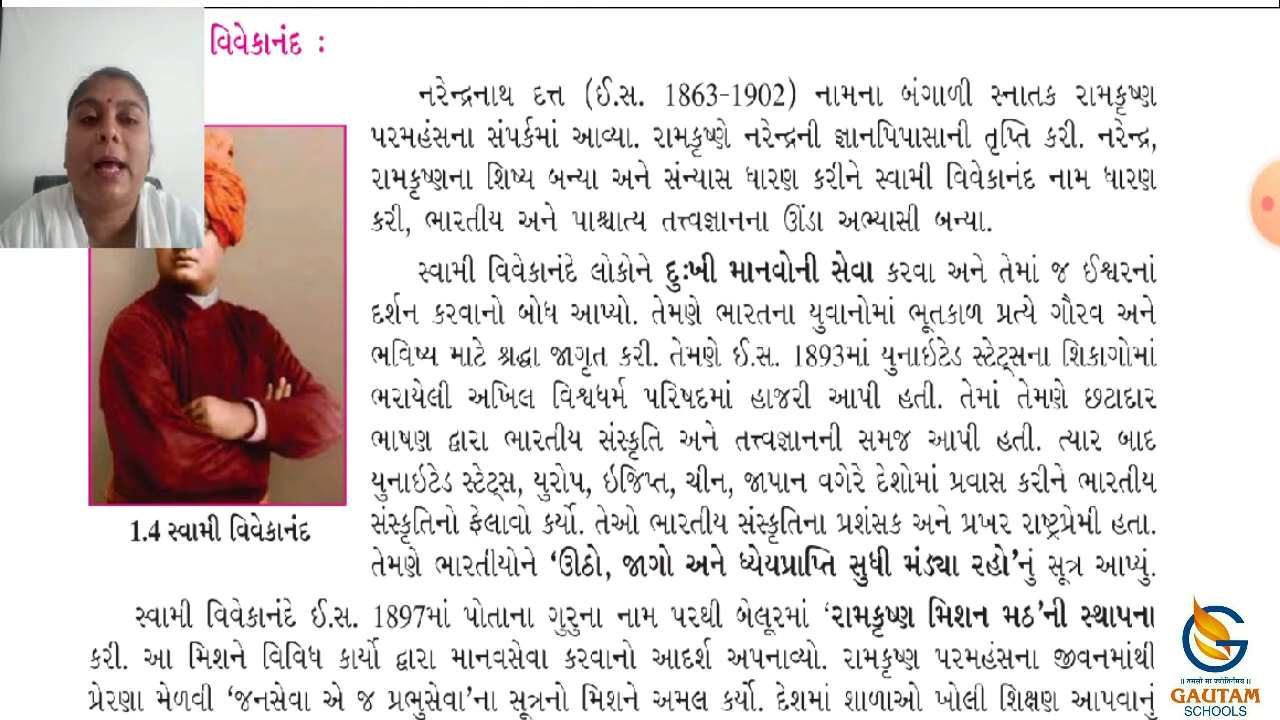 વિવેકાનંદ :
નરેન્દ્રનાથ દત્ત (ઈ.સ. 1863-1902) નામના બંગાળી સ્નાતક રામકૃષ્ણ
પરમહંસના સંપર્કમાં આવ્યા. રામકૃષ્ણે નરેન્દ્રની જ્ઞાનપિપાસાની તૃપ્તિ કરી. નરેન્દ્ર,
રામકૃષ્ણના શિષ્ય બન્યા અને સંન્યાસ ધારણ કરીને સ્વામી વિવેકાનંદ નામ ધારણ
કરી, ભારતીય અને પાશ્ચાત્ય તત્ત્વજ્ઞાનના ઊંડા અભ્યાસી બન્યા.
સ્વામી વિવેકાનંદે લોકોને દુઃખી માનવોની સેવા કરવા અને તેમાં જ ઈશ્વરનાં
દર્શન કરવાનો બોધ આપ્યો. તેમણે ભારતના યુવાનોમાં ભૂતકાળ પ્રત્યે ગૌરવ અને
ભવિષ્ય માટે શ્રદ્ધા જાગૃત કરી. તેમણે ઈ.સ. 1893માં યુનાઈટેડ સ્ટેટ્સના શિકાગોમાં
ભરાયેલી અખિલ વિશ્વધર્મ પરિષદમાં હાજરી આપી હતી. તેમાં તેમણે છટાદાર
ભાષણ દ્વારા ભારતીય સંસ્કૃતિ અને તત્ત્વજ્ઞાનની સમજ આપી હતી. ત્યાર બાદ
યુનાઇટેડ સ્ટેટ્સ, યુરોપ, ઇજિપ્ત, ચીન, જાપાન વગેરે દેશોમાં પ્રવાસ કરીને ભારતીય
સંસ્કૃતિનો ફેલાવો કર્યો. તેઓ ભારતીય સંસ્કૃતિના પ્રશંસક અને પ્રખર રાષ્ટ્રપ્રેમી હતા.
1.4 સ્વામી વિવેકાનંદ
તેમણે ભારતીયોને ‘ઊઠો, જાગો અને ધ્યેયપ્રાપ્તિ સુધી મંડ્યા રહો’નું સૂત્ર આપ્યું.
સ્વામી વિવેકાનંદે ઈ.સ. 1897માં પોતાના ગુરુના નામ પરથી બેલૂરમાં ‘રામકૃષ્ણ મિશન મઠ’ની સ્થાપના
કરી. આ મિશને વિવિધ કાર્યો દ્વારા માનવસેવા કરવાનો આદર્શ અપનાવ્યો. રામકૃષ્ણ પરમહંસના જીવનમાંથી
પ્રેરણા મેળવી ‘જનસેવા એ જ પ્રભુસેવા’ના સૂત્રનો મિશને અમલ કર્યો. દેશમાં શાળાઓ ખોલી શિક્ષણ આપવાનું
॥ तमसो मा ज्योतिर्गमय ॥
GAUTAM
SCHOOLS